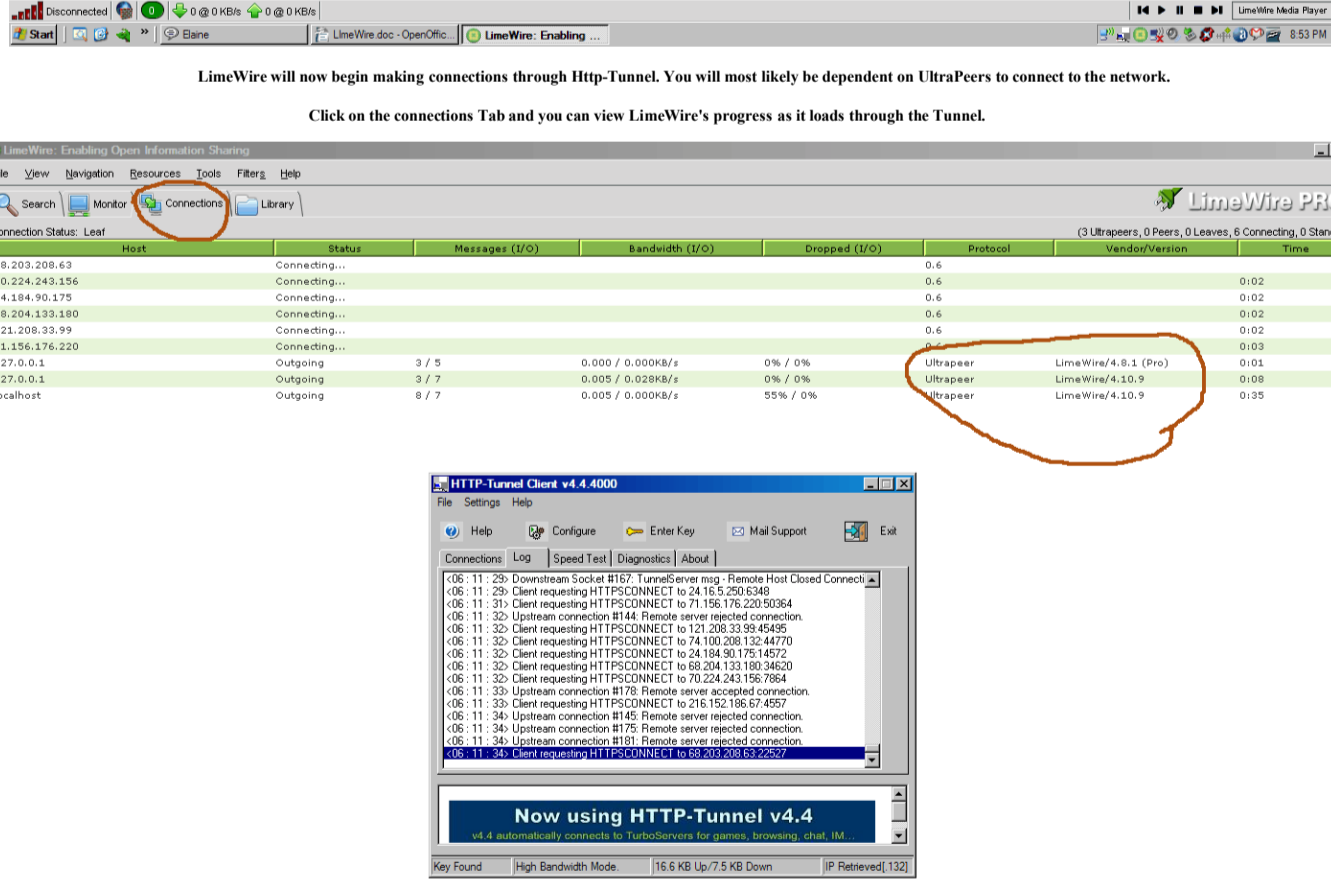 Disconnected 0 0 @ 0 KB/s 0 @ 0 KB/s LimeWire Media Player
Start » Elaine LImeWire.doc - OpenOffic... LimeWire: Enabling ... 8:53 PM
LimeWire will now begin making connections through Http-Tunnel. You will most likely be dependent on UltraPeers to connect to the network.
Click on the connections Tab and you can view LimeWire's progress as it loads through the Tunnel.
LimeWire: Enabling Open Information Sharing
le View Navigation Resources Tools Filters Help
Search Monitor Connections Library LimeWire PR
onnection Status: Leaf (3 Ultrapeers, 0 Peers, 0 Leaves, 6 Connecting, 0 Stan
Host Status Messages (I/O) Bandwidth (I/O) Dropped (I/O) Protocol Vendor/Version Time
8.203.208.63 Connecting... 0.6
0.224.243.156 Connecting... 0.6 0:02
4.184.90.175 Connecting... 0.6 0:02
8.204.133.180 Connecting... 0.6 0:02
21.208.33.99 Connecting... 0.6 0:02
1.156.176.220 Connecting... 0.6 0:03
27.0.0.1 Outgoing 3 / 5 0.000 / 0.000KB/s 0% / 0% Ultrapeer LimeWire/4.8.1 (Pro) 0:01
27.0.0.1 Outgoing 3 / 7 0.005 / 0.028KB/s 0% / 0% Ultrapeer LimeWire/4.10.9 0:08
ocalhost Outgoing 8 / 7 0.005 / 0.000KB/s 55% / 0% Ultrapeer LimeWire/4.10.9 0:35
HTTP-Tunnel Client v4.4.4000
File Settings Help
Help Configure Enter Key Mail Support Exit
Connections Log Speed Test Diagnostics About
<06 : 11 : 29> Downstream Socket #167: TunnelServer msg - Remote Host Closed Connecti
<06 : 11 : 29> Client requesting HTTPSCONNECT to 24.16.5.250:6348
<06 : 11 : 31> Client requesting HTTPSCONNECT to 71.156.176.220:50364
<06 : 11 : 32> Upstream connection #144: Remote server rejected connection.
<06 : 11 : 32> Client requesting HTTPSCONNECT to 121.208.33.99:45495
<06 : 11 : 32> Client requesting HTTPSCONNECT to 74.100.208.132:44770
<06 : 11 : 32> Client requesting HTTPSCONNECT to 24.184.90.175:14572
<06 : 11 : 32> Client requesting HTTPSCONNECT to 68.204.133.180:34620
<06 : 11 : 32> Client requesting HTTPSCONNECT to 70.224.243.156:7864
<06 : 11 : 33> Upstream connection #178: Remote server accepted connection.
<06 : 11 : 33> Client requesting HTTPSCONNECT to 216.152.186.67:4557
<06 : 11 : 34> Upstream connection #145: Remote server rejected connection.
<06 : 11 : 34> Upstream connection #175: Remote server rejected connection.
<06 : 11 : 34> Upstream connection #181: Remote server rejected connection.
<06 : 11 : 34> Client requesting HTTPSCONNECT to 68.203.208.63:22527
Now using HTTP-Tunnel v4.4
v4.4 automatically connects to TurboServers for games, browsing, chat, IM...
Key Found High Bandwidth Mode. 16.6 KB Up/7.5 KB Down IP Retrieved[.132]